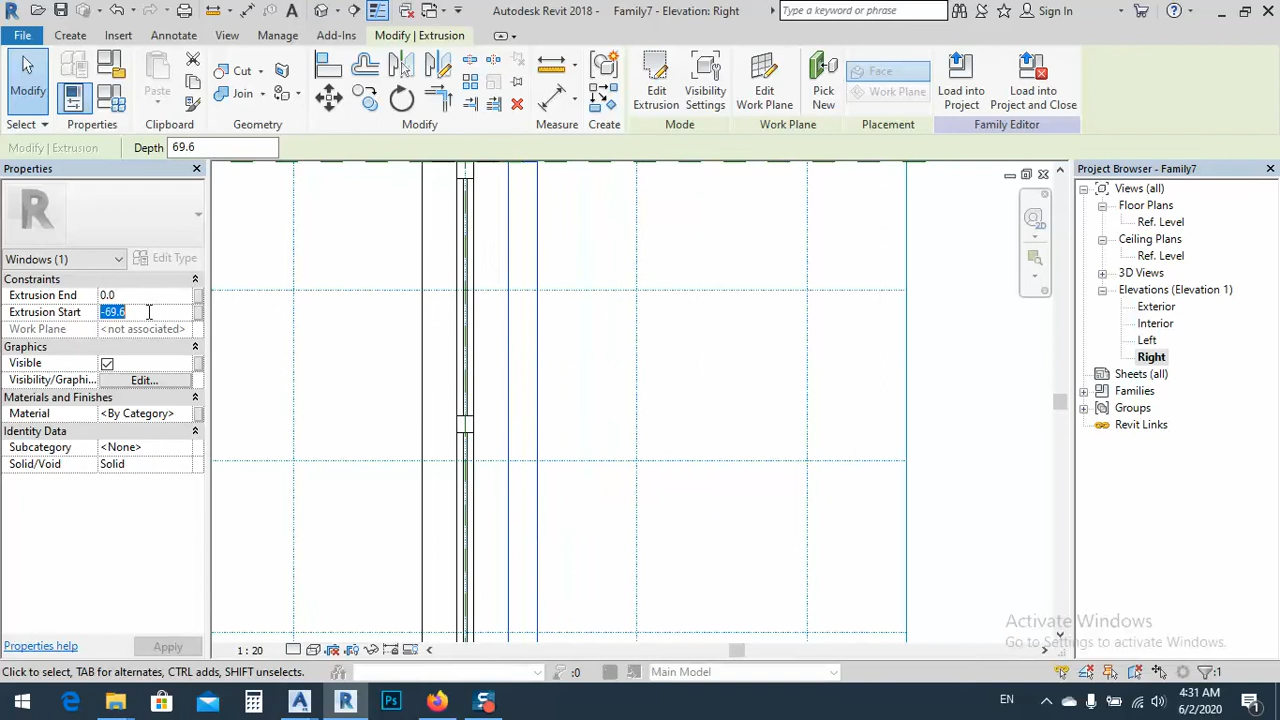 Autodesk Revit 2018 - Family7 - Elevation: Right
Type a keyword or phrase
Sign In
File Create Insert Annotate View Manage Add-Ins Modify | Extrusion
Modify
Paste
Cut
Join
Edit Extrusion
Visibility Settings
Edit Work Plane
Pick New
Face
Work Plane
Load into Project
Load into Project and Close
Select Properties Clipboard Geometry Modify Measure Create Mode Work Plane Placement Family Editor
Modify | Extrusion Depth 69.6
Properties
R
Windows (1) Edit Type
Constraints
Extrusion End 0.0
Extrusion Start -69.6
Work Plane <not associated>
Graphics
Visible
Visibility/Graphi... Edit...
Materials and Finishes
Material <By Category>
Identity Data
Subcategory <None>
Solid/Void Solid
Properties help Apply
2D
Project Browser - Family7
Views (all)
Floor Plans
Ref. Level
Ceiling Plans
Ref. Level
3D Views
Elevations (Elevation 1)
Exterior
Interior
Left
Right
Sheets (all)
Families
Groups
Revit Links
Activate Windows
Go to Settings to activate Windows.
1 : 20
Click to select, TAB for alternates, CTRL adds, SHIFT unselects.
:0
Main Model
:1
EN
4:31 AM
6/2/2020